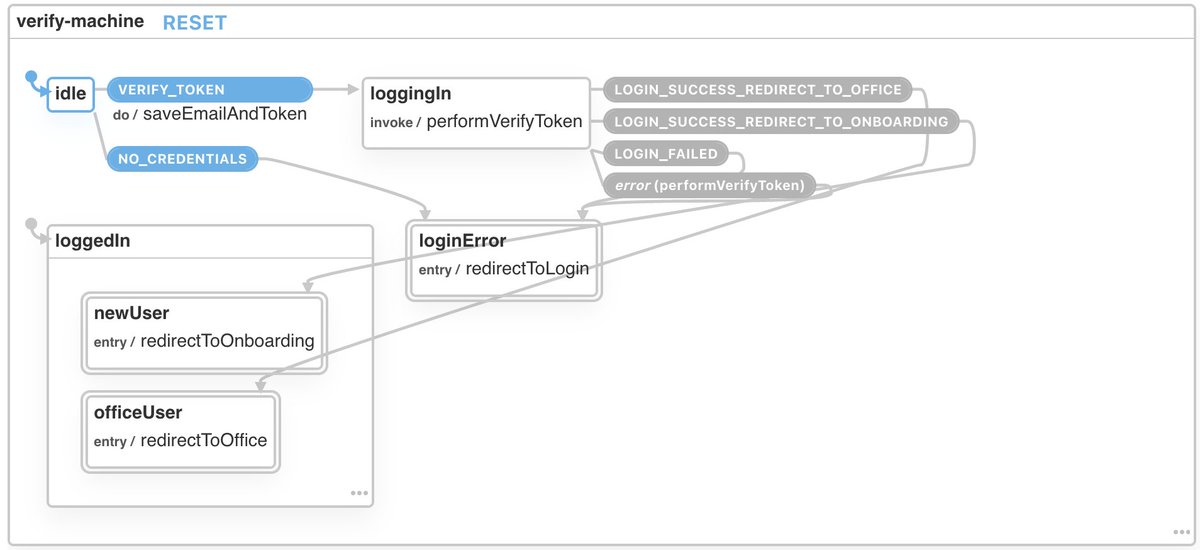 verify-machine RESET
idle
VERIFY_TOKEN
do / saveEmailAndToken
NO_CREDENTIALS
loggingIn
invoke / performVerifyToken
LOGIN_SUCCESS_REDIRECT_TO_OFFICE
LOGIN_SUCCESS_REDIRECT_TO_ONBOARDING
LOGIN_FAILED
error (performVerifyToken)
loggedIn
loginError
entry / redirectToLogin
newUser
entry / redirectToOnboarding
officeUser
entry / redirectToOffice